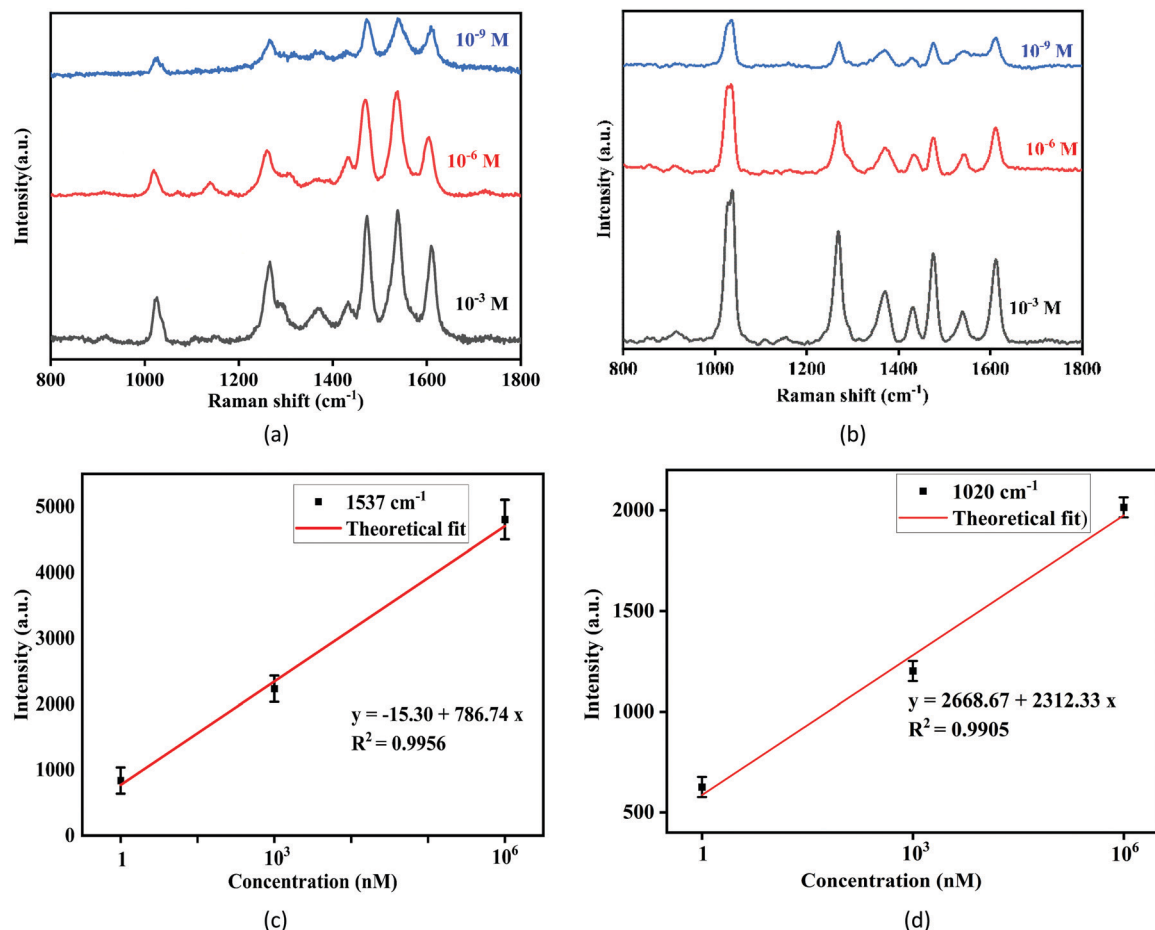 (a)
Intensity(a.u.)
10⁻⁹ M
10⁻⁶ M
10⁻³ M
800 1000 1200 1400 1600 1800
Raman shift (cm⁻¹)
(b)
Intensity (a.u.)
10⁻⁹ M
10⁻⁶ M
10⁻³ M
800 1000 1200 1400 1600 1800
Raman shift (cm⁻¹)
(c)
Intensity (a.u.)
5000
4000
3000
2000
1000
0
1537 cm⁻¹
Theoretical fit
y = -15.30 + 786.74 x
R² = 0.9956
1 10³ 10⁶
Concentration (nM)
(d)
Intensity (a.u.)
2000
1500
1000
500
1020 cm⁻¹
Theoretical fit)
y = 2668.67 + 2312.33 x
R² = 0.9905
1 10³ 10⁶
Concentration (nM)